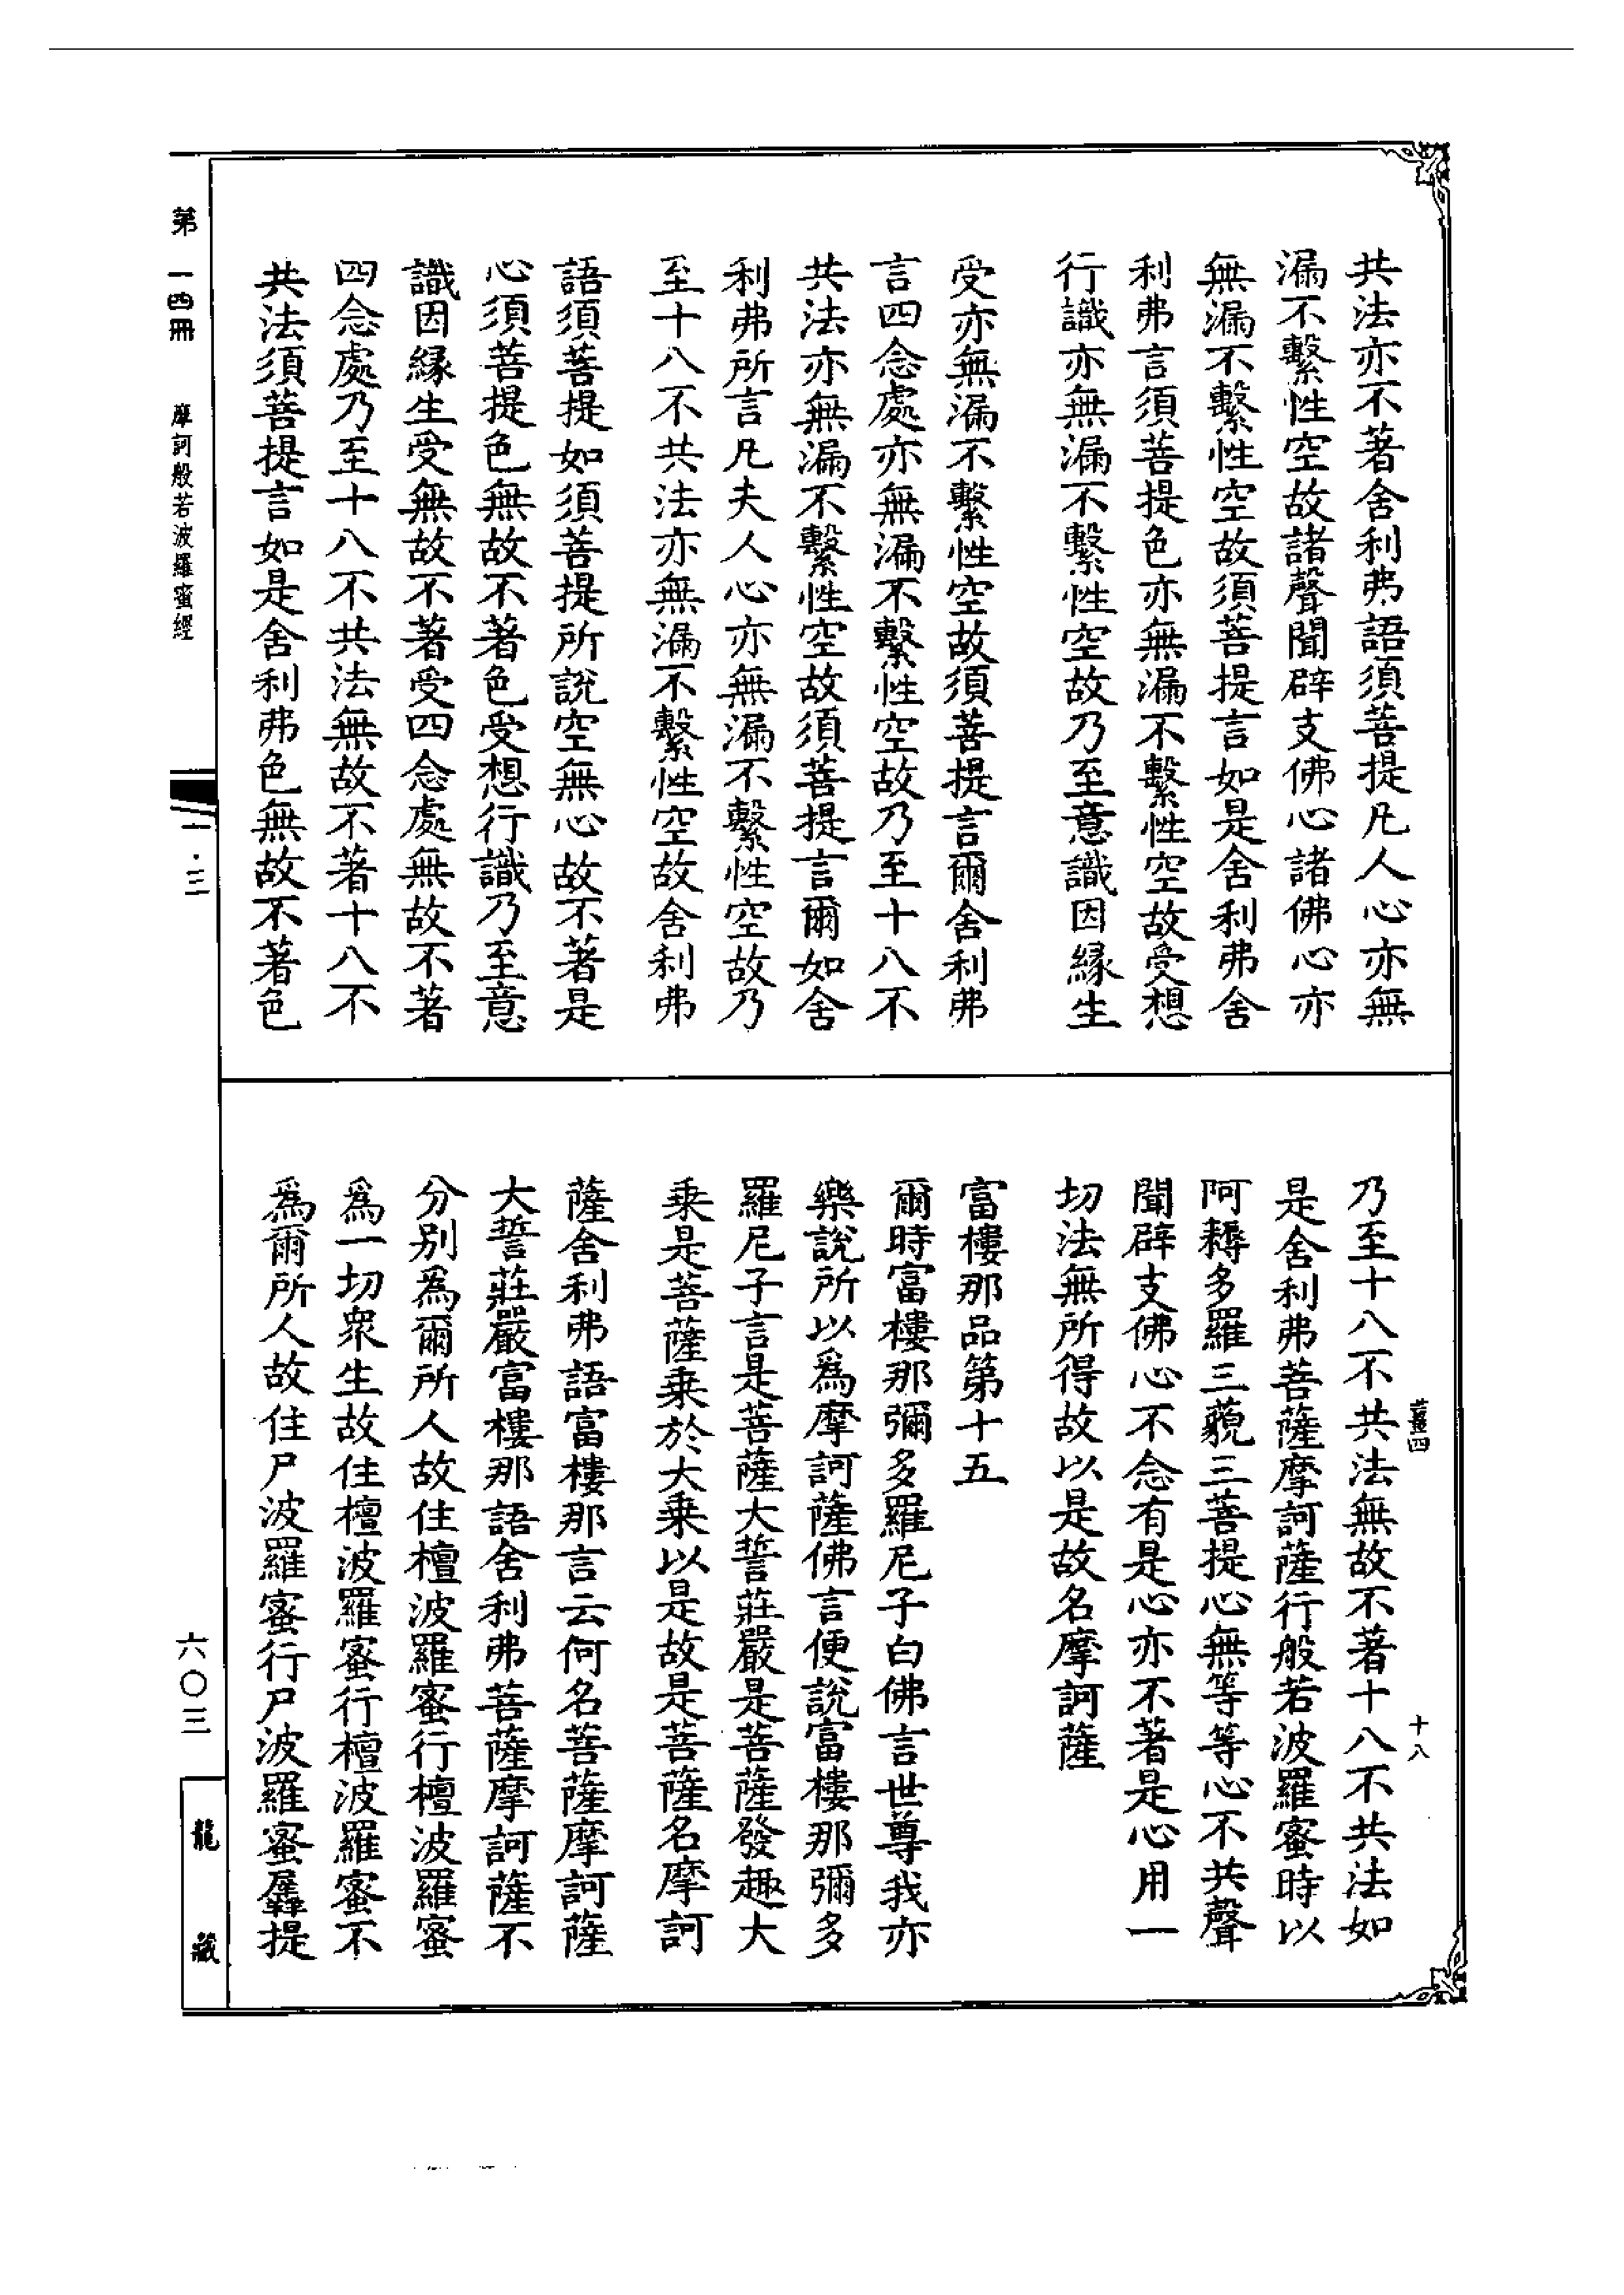 共法亦不著舍利弗語須菩提凡人心亦無
漏不繫性空故諸聲聞辟支佛心諸佛心亦
無漏不繫性空故須菩提言如是舍利弗舍
利弗言須菩提色亦無漏不繫性空故受想
行識亦無漏不繫性空故乃至意識因緣生
受亦無漏不繫性空故須菩提言爾舍利弗
言四念處亦無漏不繫性空故乃至十八不
共法亦無漏不繫性空故須菩提言爾如舍
利弗所言凡夫人心亦無漏不繫性空故乃
至十八不共法亦無漏不繫性空故舍利弗
語須菩提如須菩提所說空無心故不著是
心須菩提色無故不著色受想行識乃至意
識因緣生受無故不著受四念處無故不著
四念處乃至十八不共法無故不著十八不
共法須菩提言如是舍利弗色無故不著色
乃至十八不共法無故不著十八不共法如
是舍利弗菩薩摩訶薩行般若波羅蜜時以
阿耨多羅三藐三菩提心無等等心不共聲
聞辟支佛心不念有是心亦不著是心用一
切法無所得故以是故名摩訶薩
富樓那品第十五
爾時富樓那彌多羅尼子白佛言世尊我亦
樂說所以爲摩訶薩佛言便說富樓那彌多
羅尼子言是菩薩大誓莊嚴是菩薩發趣大
乘是菩薩乘於大乘以是故是菩薩名摩訶
薩舍利弗語富樓那言云何名菩薩摩訶薩
大誓莊嚴富樓那語舍利弗菩薩摩訶薩不
分別爲爾所人故住檀波羅蜜行檀波羅蜜
爲一切眾生故住檀波羅蜜行檀波羅蜜不
爲爾所人故住尸波羅蜜行尸波羅蜜羼提
薑四
十八
第一四冊
摩訶般若波羅蜜經
一·三
六〇三
龍藏